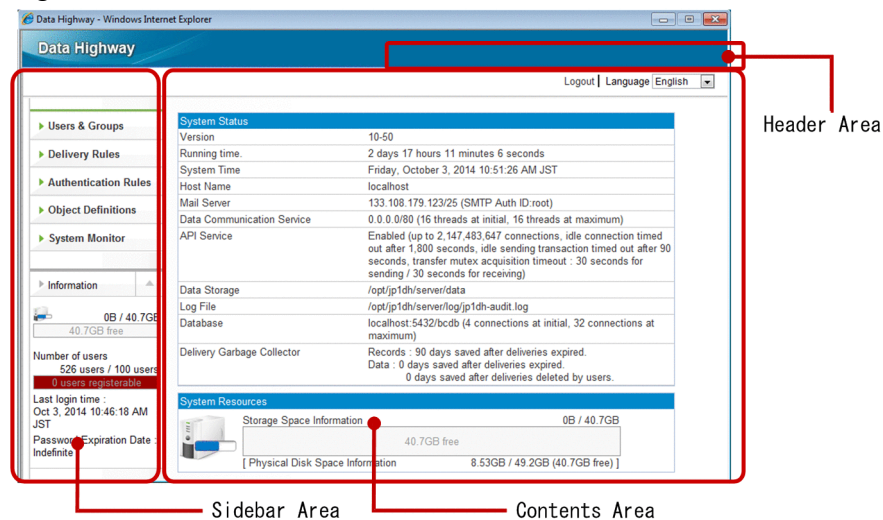 Data Highway - Windows Internet Explorer
Data Highway
Logout | Language English
Header Area
Users & Groups
Delivery Rules
Authentication Rules
Object Definitions
System Monitor
Information
0B / 40.7GB
40.7GB free
Number of users
526 users / 100 users
0 users registerable
Last login time :
Oct 3, 2014 10:46:18 AM
JST
Password Expiration Date :
Indefinite
System Status
Version 10-50
Running time. 2 days 17 hours 11 minutes 6 seconds
System Time Friday, October 3, 2014 10:51:26 AM JST
Host Name localhost
Mail Server 133.108.179.123/25 (SMTP Auth ID:root)
Data Communication Service 0.0.0.0/80 (16 threads at initial, 16 threads at maximum)
API Service Enabled (up to 2,147,483,647 connections, idle connection timed
out after 1,800 seconds, idle sending transaction timed out after 90
seconds, transfer mutex acquisition timeout : 30 seconds for
sending / 30 seconds for receiving)
Data Storage /opt/jp1dh/server/data
Log File /opt/jp1dh/server/log/jp1dh-audit.log
Database localhost:5432/bcdb (4 connections at initial, 32 connections at
maximum)
Delivery Garbage Collector Records : 90 days saved after deliveries expired.
Data : 0 days saved after deliveries expired.
0 days saved after deliveries deleted by users.
System Resources
Storage Space Information 0B / 40.7GB
40.7GB free
[ Physical Disk Space Information 8.53GB / 49.2GB (40.7GB free) ]
Sidebar Area
Contents Area